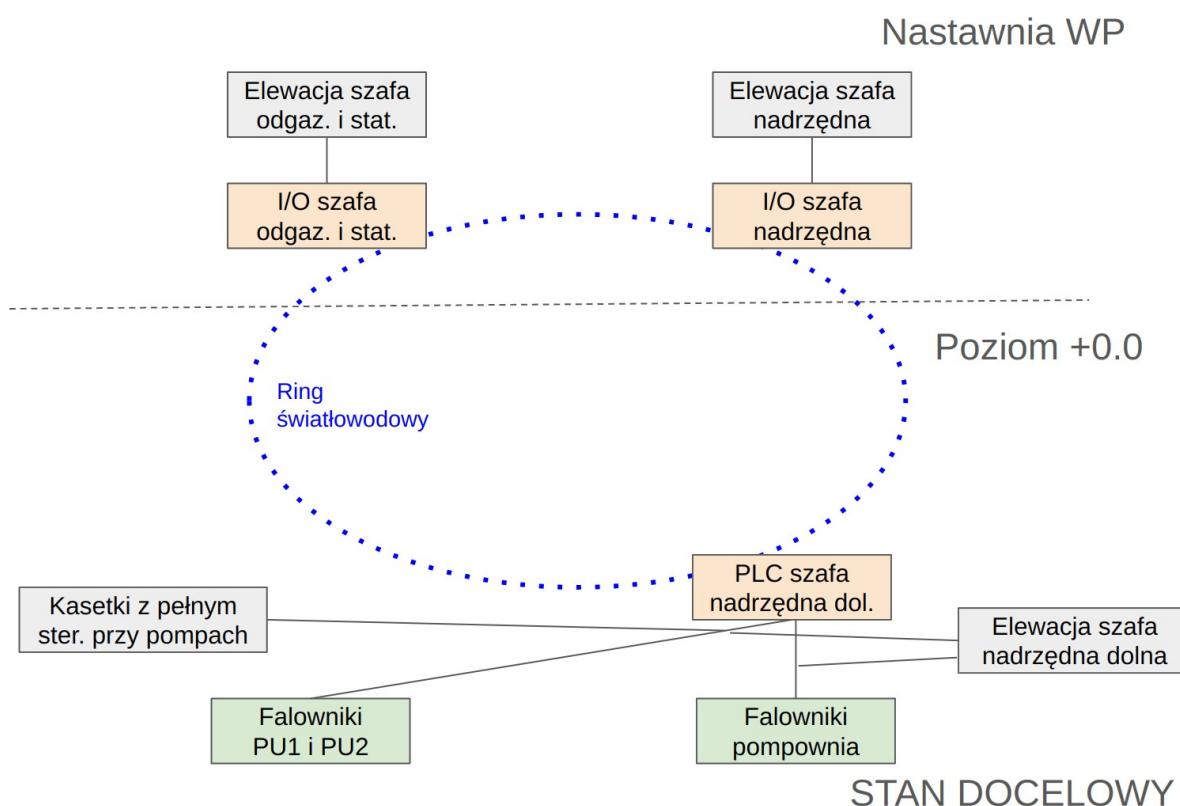 Nastawnia WP
Elewacja szafa
odgaz. i stat.
Elewacja szafa
nadrzędna
I/O szafa
odgaz. i stat.
I/O szafa
nadrzędna
Poziom +0.0
Ring
światłowodowy
PLC szafa
nadrzędna dol.
Kasetki z pełnym
ster. przy pompach
Elewacja szafa
nadrzędna dolna
Falowniki
PU1 i PU2
Falowniki
pompownia
STAN DOCELOWY